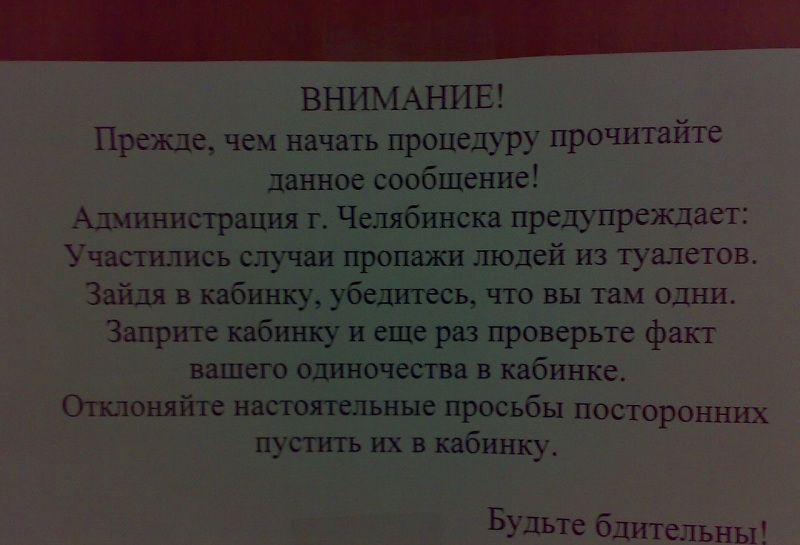 ВНИМАНИЕ!
Прежде, чем начать процедуру прочитайте
данное сообщение!
Администрация г. Челябинска предупреждает:
Участились случаи пропажи людей из туалетов.
Зайдя в кабинку, убедитесь, что вы там одни.
Заприте кабинку и еще раз проверьте факт
вашего одиночества в кабинке.
Отклоняйте настоятельные просьбы посторонних
пустить их в кабинку.
Будьте бдительны!